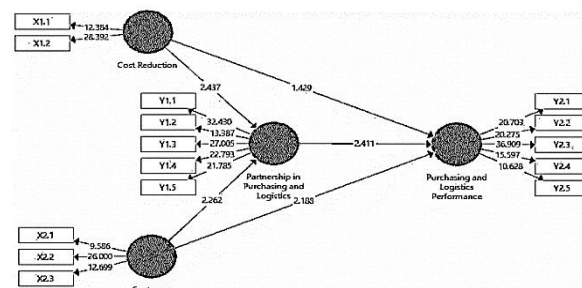 X1.1
12.384
X1.2
28.392
Cost Reduction
2.437
1.429
Y1.1
32.430
Y1.2
13.387
Y1.3
27.005
Y1.4
22.793
Y1.5
21.785
Partnership in
Purchasing and
Logistics
2.411
Y2.1
20.703
Y2.2
20.275
Y2.3
36.909
Y2.4
15.597
Y2.5
10.628
Purchasing and
Logistics
Performance
2.262
2.188
X2.1
9.586
X2.2
26.000
X2.3
12.699